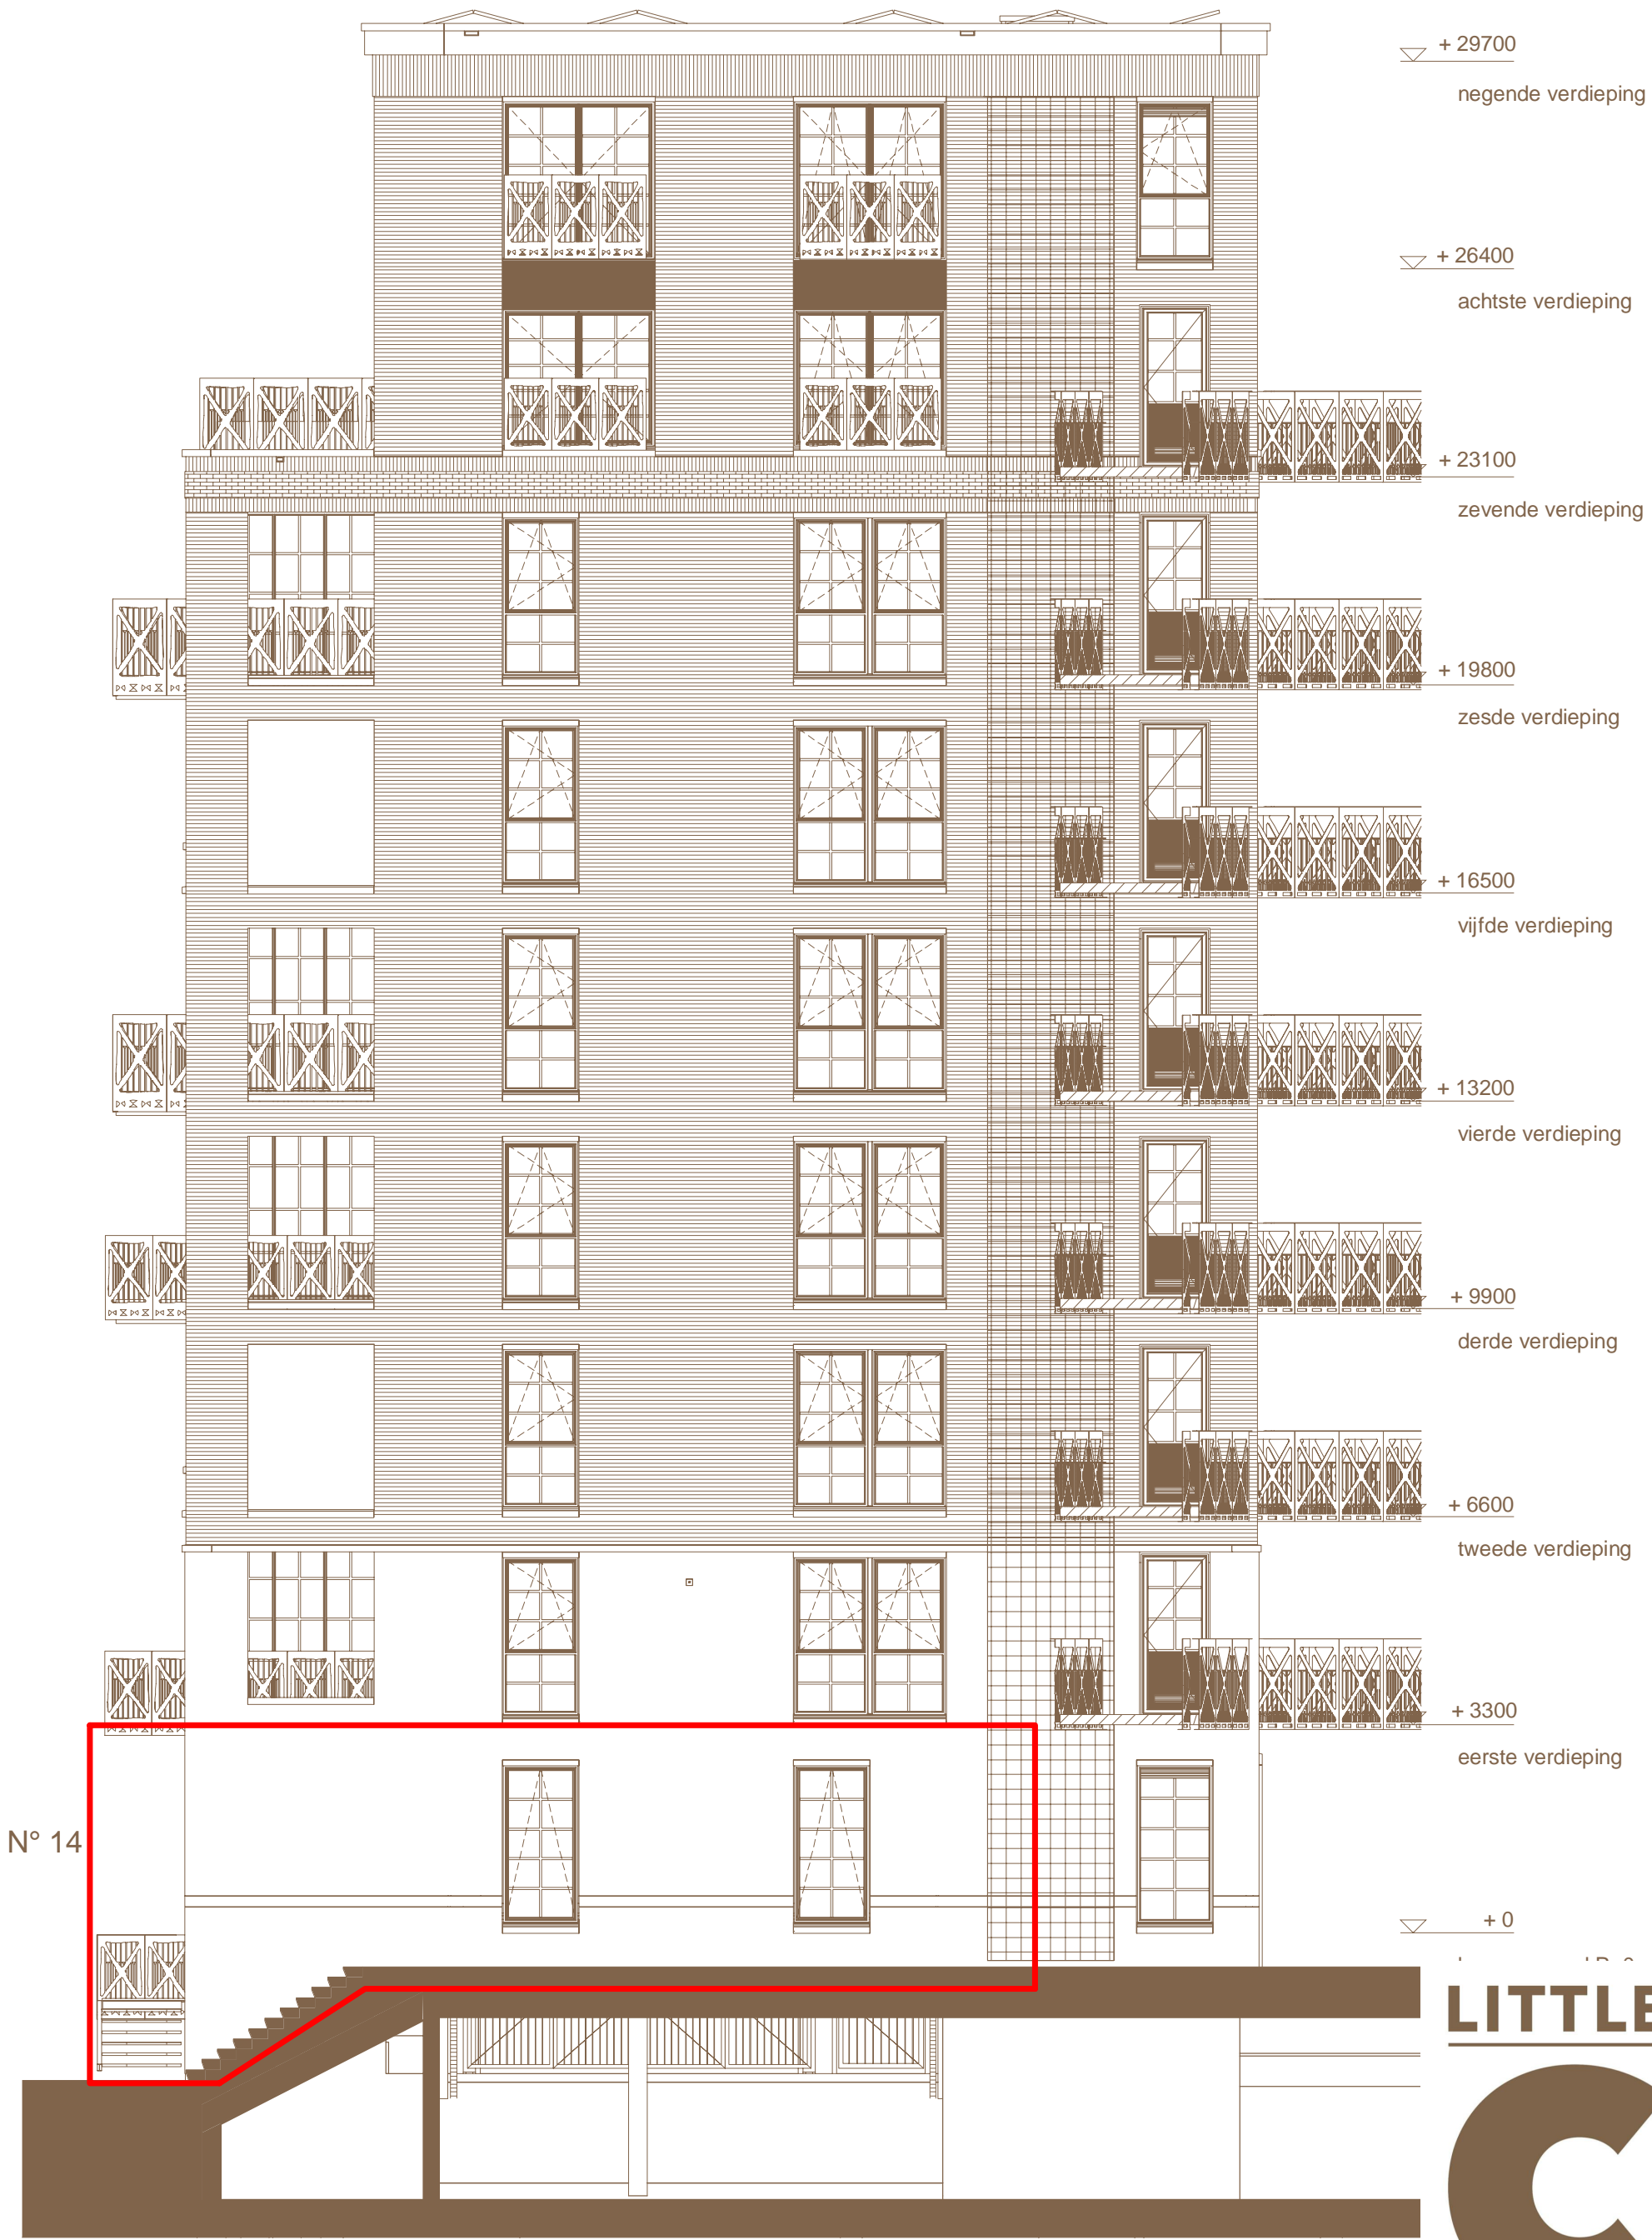 + 29700
negende verdieping
+ 26400
achtste verdieping
+ 23100
zevende verdieping
+ 19800
zesde verdieping
+ 16500
vijfde verdieping
+ 13200
vierde verdieping
+ 9900
derde verdieping
+ 6600
tweede verdieping
+ 3300
eerste verdieping
N° 14
+ 0
LITTLE
C